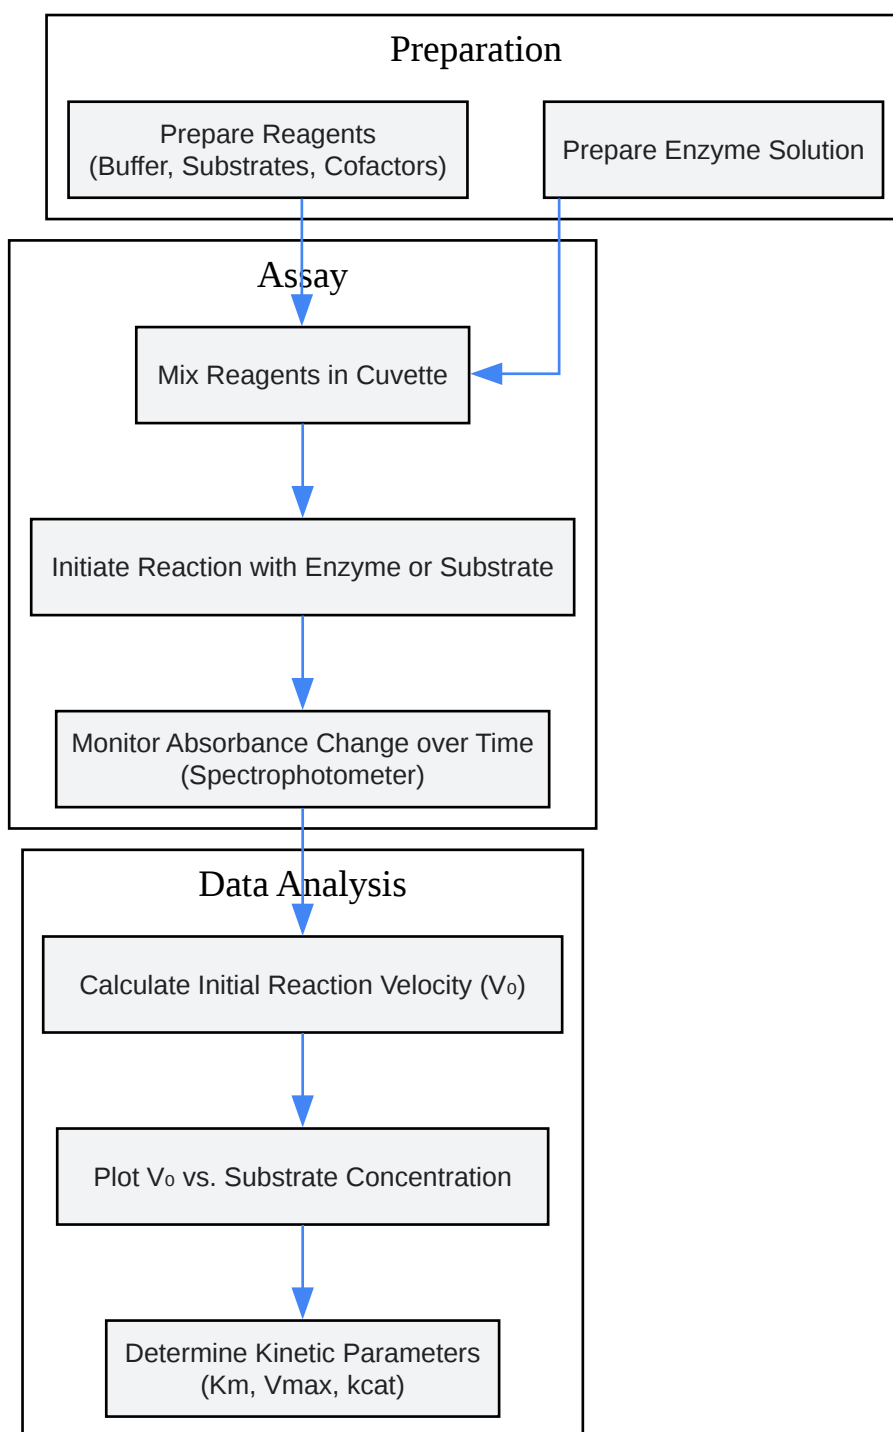 Preparation
Prepare Reagents
(Buffer, Substrates, Cofactors)
Prepare Enzyme Solution
Assay
Mix Reagents in Cuvette
Initiate Reaction with Enzyme or Substrate
Monitor Absorbance Change over Time
(Spectrophotometer)
Data Analysis
Calculate Initial Reaction Velocity (V₀)
Plot V₀ vs. Substrate Concentration
Determine Kinetic Parameters
(Km, Vmax, kcat)